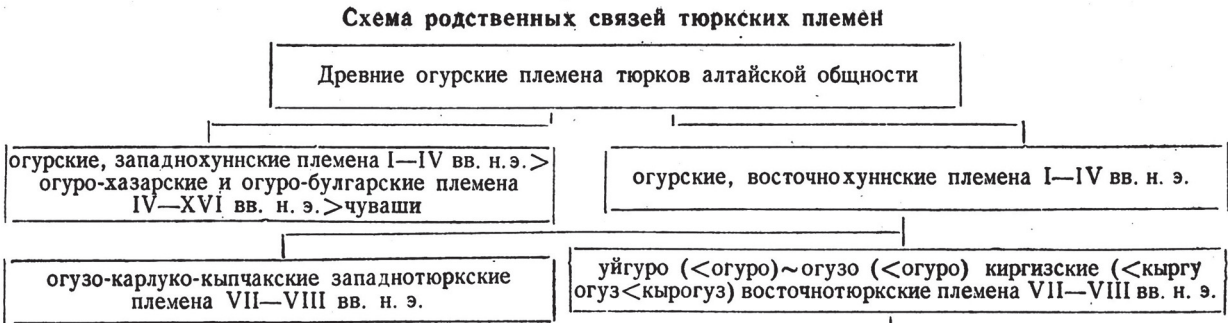 Схема родственных связей тюркских племен
Древние огурские племена тюрков алтайской общности
огурские, западнохуннские племена I—IV вв. н.э.>
огуро-хазарские и огуро-булгарские племена
IV—XVI вв. н. э.>чуваши
огурские, восточнохуннские племена I—IV вв. н. э.
огузо-карлуко-кыпчакские западнотюркские
племена VII—VIII вв. н. э.
уйгуро (<огуро)~огузо (<огуро) киргизские (<кыргу
огуз<кырогуз) восточнотюркские племена VII—VIII вв. н. э.